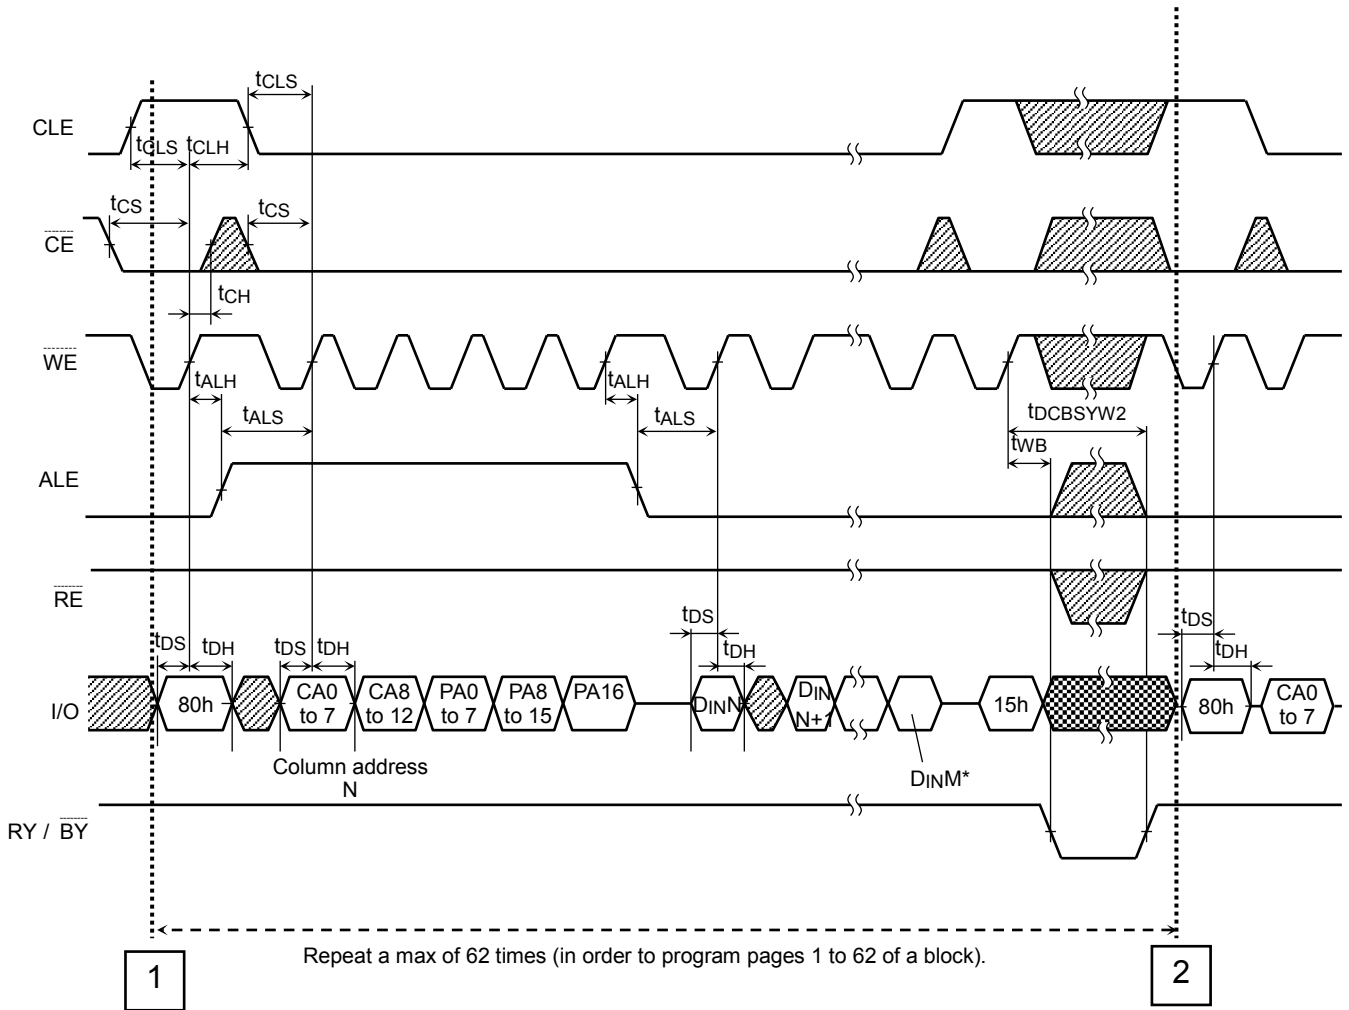 tCLS
CLE
tCLS tCLH
tCS tCS
CE
tCH
WE
tALH tALH
tALS tALS tDCBSYW2
tWB
ALE
RE
tDS tDH tDS tDH tDS tDH tDS tDH
I/O
80h
CA0
to 7
CA8
to 12
PA0
to 7
PA8
to 15
PA16
DINN
DIN
N+1
15h
80h
CA0
to 7
Column address
N
DINM*
RY / BY
Repeat a max of 62 times (in order to program pages 1 to 62 of a block).
1
2